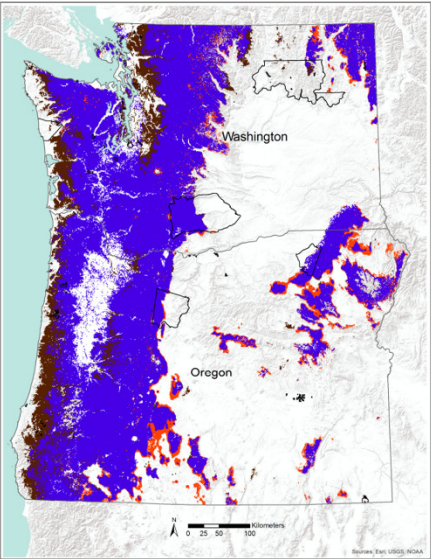 Washington
Oregon
N
Kilometers
0 25 50 100
Sources: Esri, USGS, NOAA